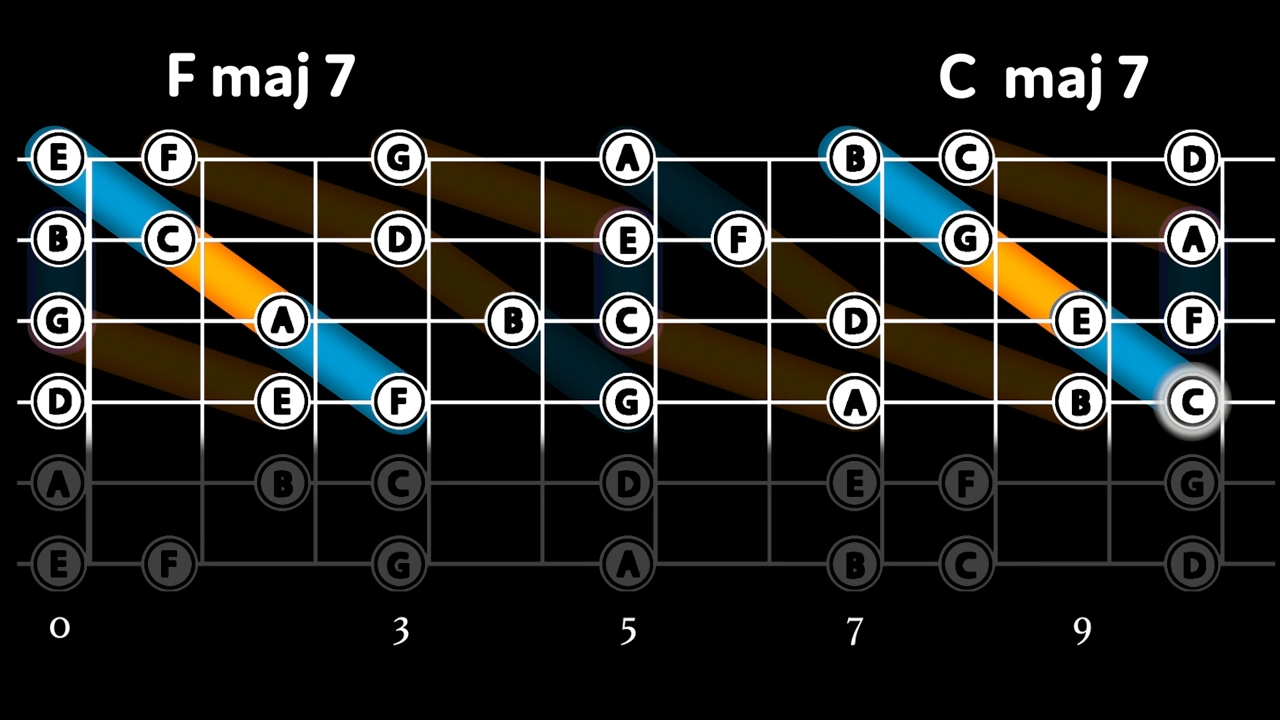 F maj 7 C maj 7
E F G A B C D
B C D E F G A
G A B C D E F
D E F G A B C
A B C D E F G
E F G A B C D
0 3 5 7 9